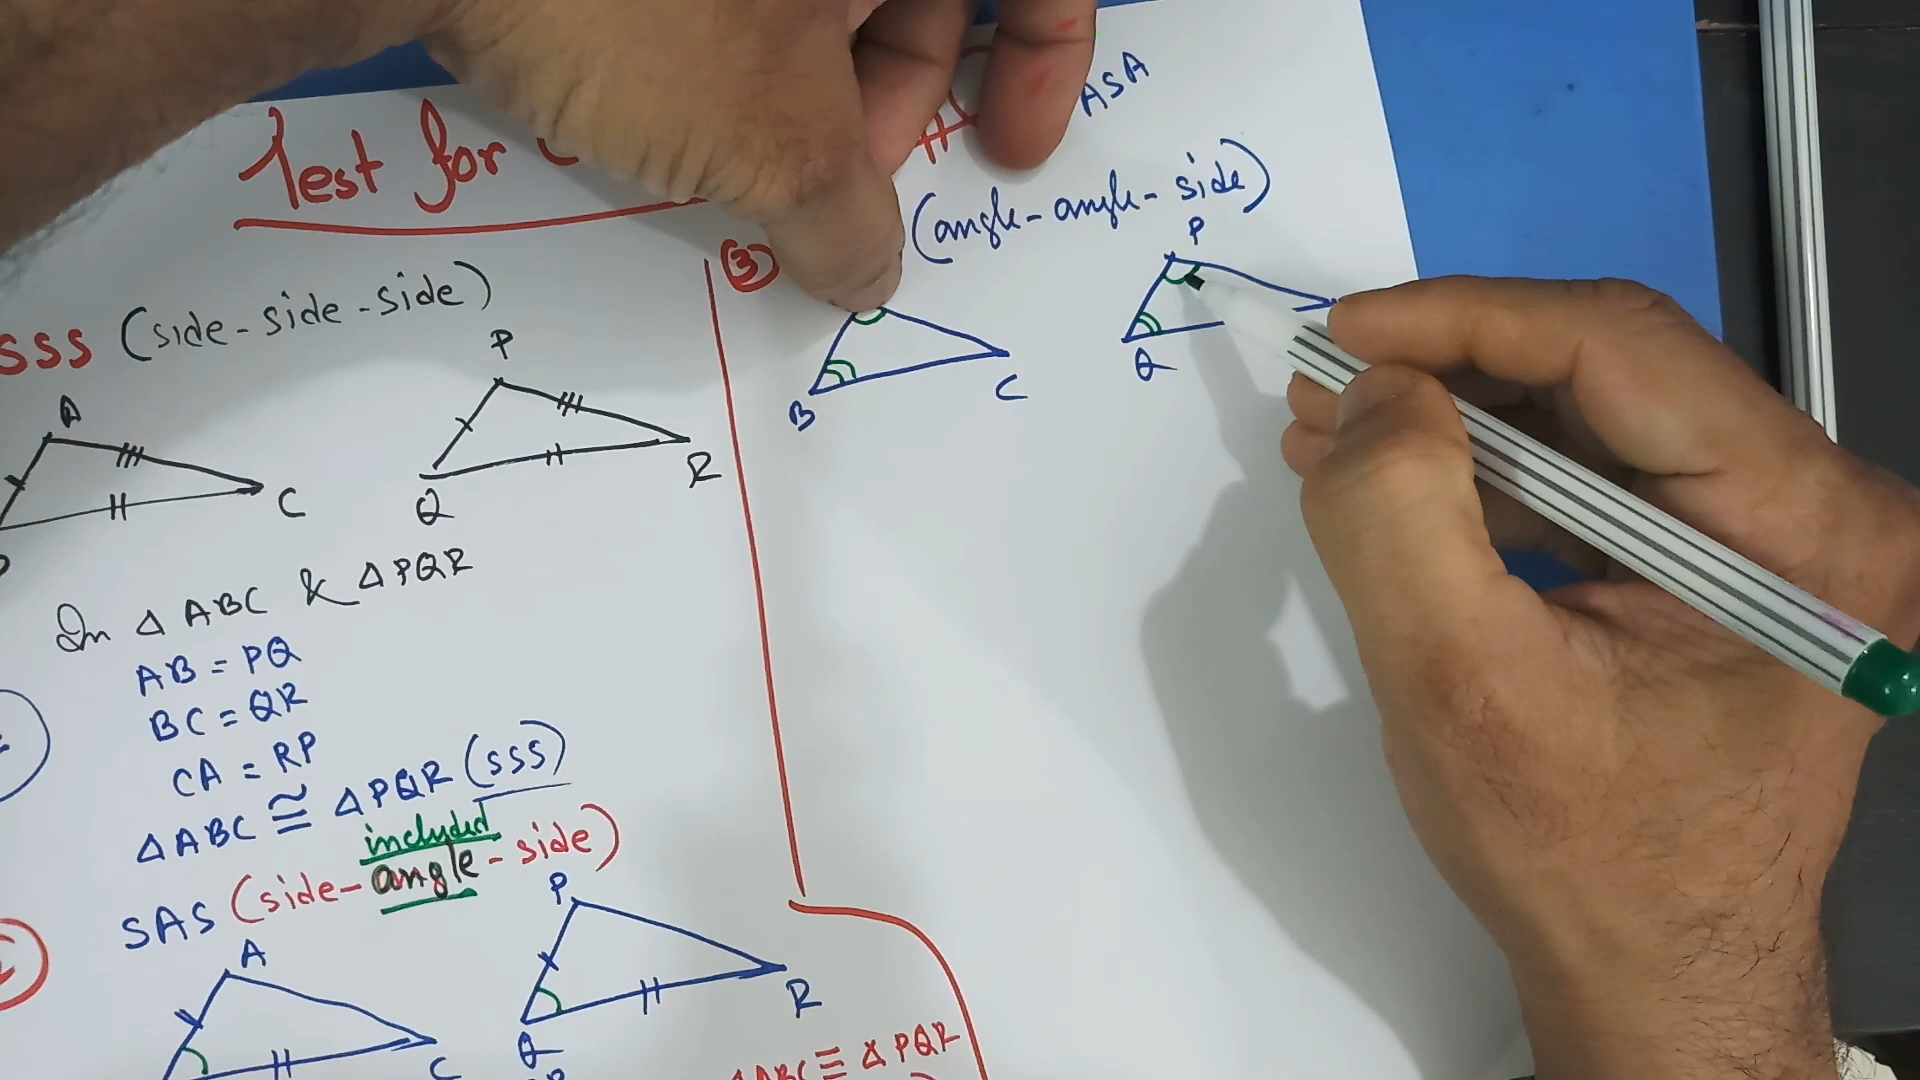 Test for
SSS (side-side-side)
A
C
P
Q
R
In △ ABC & △ PQR
AB = PQ
BC = QR
CA = RP
△ ABC ≅ △ PQR (SSS)
included
SAS (side-angle-side)
A
C
P
Q
R
△ PQR
ASA
3
(angle-angle-side)
B
C
P
Q